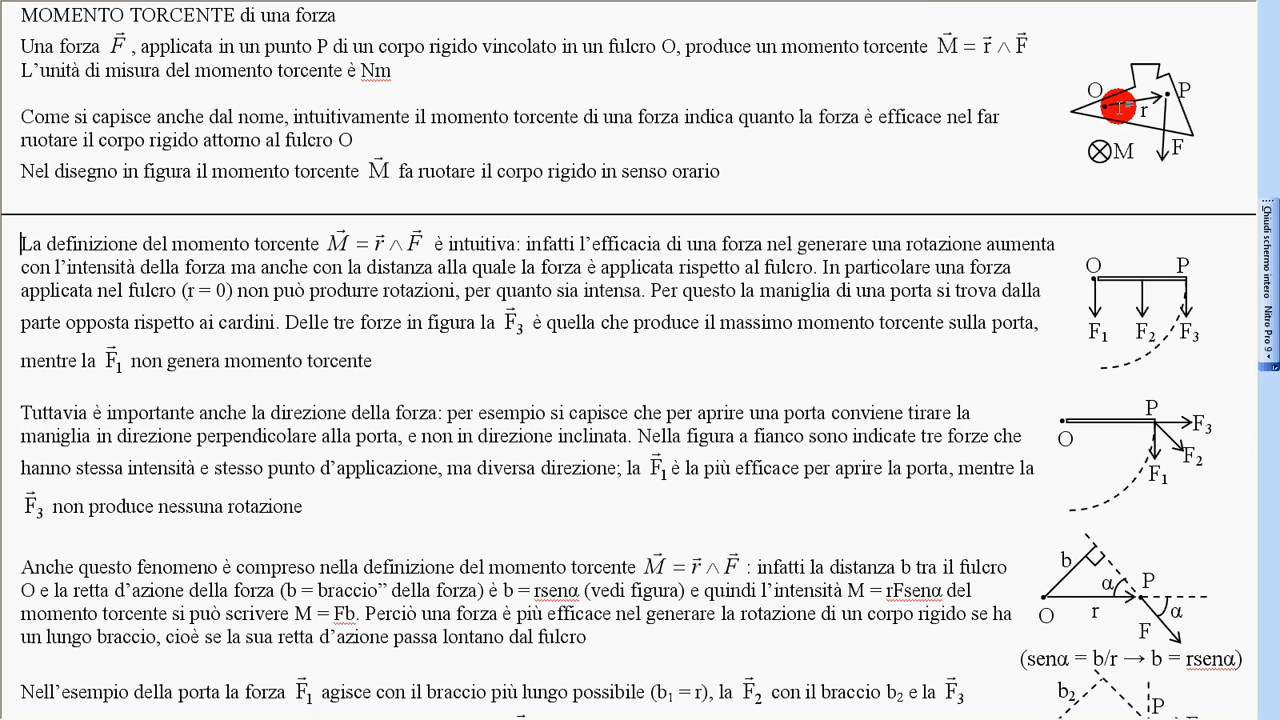 MOMENTO TORCENTE di una forza
Una forza F⃗ , applicata in un punto P di un corpo rigido vincolato in un fulcro O, produce un momento torcente M⃗ = r⃗ ∧ F⃗
L’unità di misura del momento torcente è Nm
Come si capisce anche dal nome, intuitivamente il momento torcente di una forza indica quanto la forza è efficace nel far
ruotare il corpo rigido attorno al fulcro O
Nel disegno in figura il momento torcente M⃗ fa ruotare il corpo rigido in senso orario
O
P
r
M
F
La definizione del momento torcente M⃗ = r⃗ ∧ F⃗ è intuitiva: infatti l’efficacia di una forza nel generare una rotazione aumenta
con l’intensità della forza ma anche con la distanza alla quale la forza è applicata rispetto al fulcro. In particolare una forza
applicata nel fulcro (r = 0) non può produrre rotazioni, per quanto sia intensa. Per questo la maniglia di una porta si trova dalla
parte opposta rispetto ai cardini. Delle tre forze in figura la F⃗₃ è quella che produce il massimo momento torcente sulla porta,
mentre la F⃗₁ non genera momento torcente
O P
F₁ F₂ F₃
Tuttavia è importante anche la direzione della forza: per esempio si capisce che per aprire una porta conviene tirare la
maniglia in direzione perpendicolare alla porta, e non in direzione inclinata. Nella figura a fianco sono indicate tre forze che
hanno stessa intensità e stesso punto d’applicazione, ma diversa direzione; la F⃗₁ è la più efficace per aprire la porta, mentre la
F⃗₃ non produce nessuna rotazione
P
O
F₃
F₂
F₁
Anche questo fenomeno è compreso nella definizione del momento torcente M⃗ = r⃗ ∧ F⃗ : infatti la distanza b tra il fulcro
O e la retta d’azione della forza (b = braccio” della forza) è b = rsenα (vedi figura) e quindi l’intensità M = rFsenα del
momento torcente si può scrivere M = Fb. Perciò una forza è più efficace nel generare la rotazione di un corpo rigido se ha
un lungo braccio, cioè se la sua retta d’azione passa lontano dal fulcro
b
α
P
O
r
α
F
(senα = b/r → b = rsenα)
Nell’esempio della porta la forza F⃗₁ agisce con il braccio più lungo possibile (b₁ = r), la F⃗₂ con il braccio b₂ e la F⃗₃
b₂
P
Chiudi schermo intero Nitro Pro 9